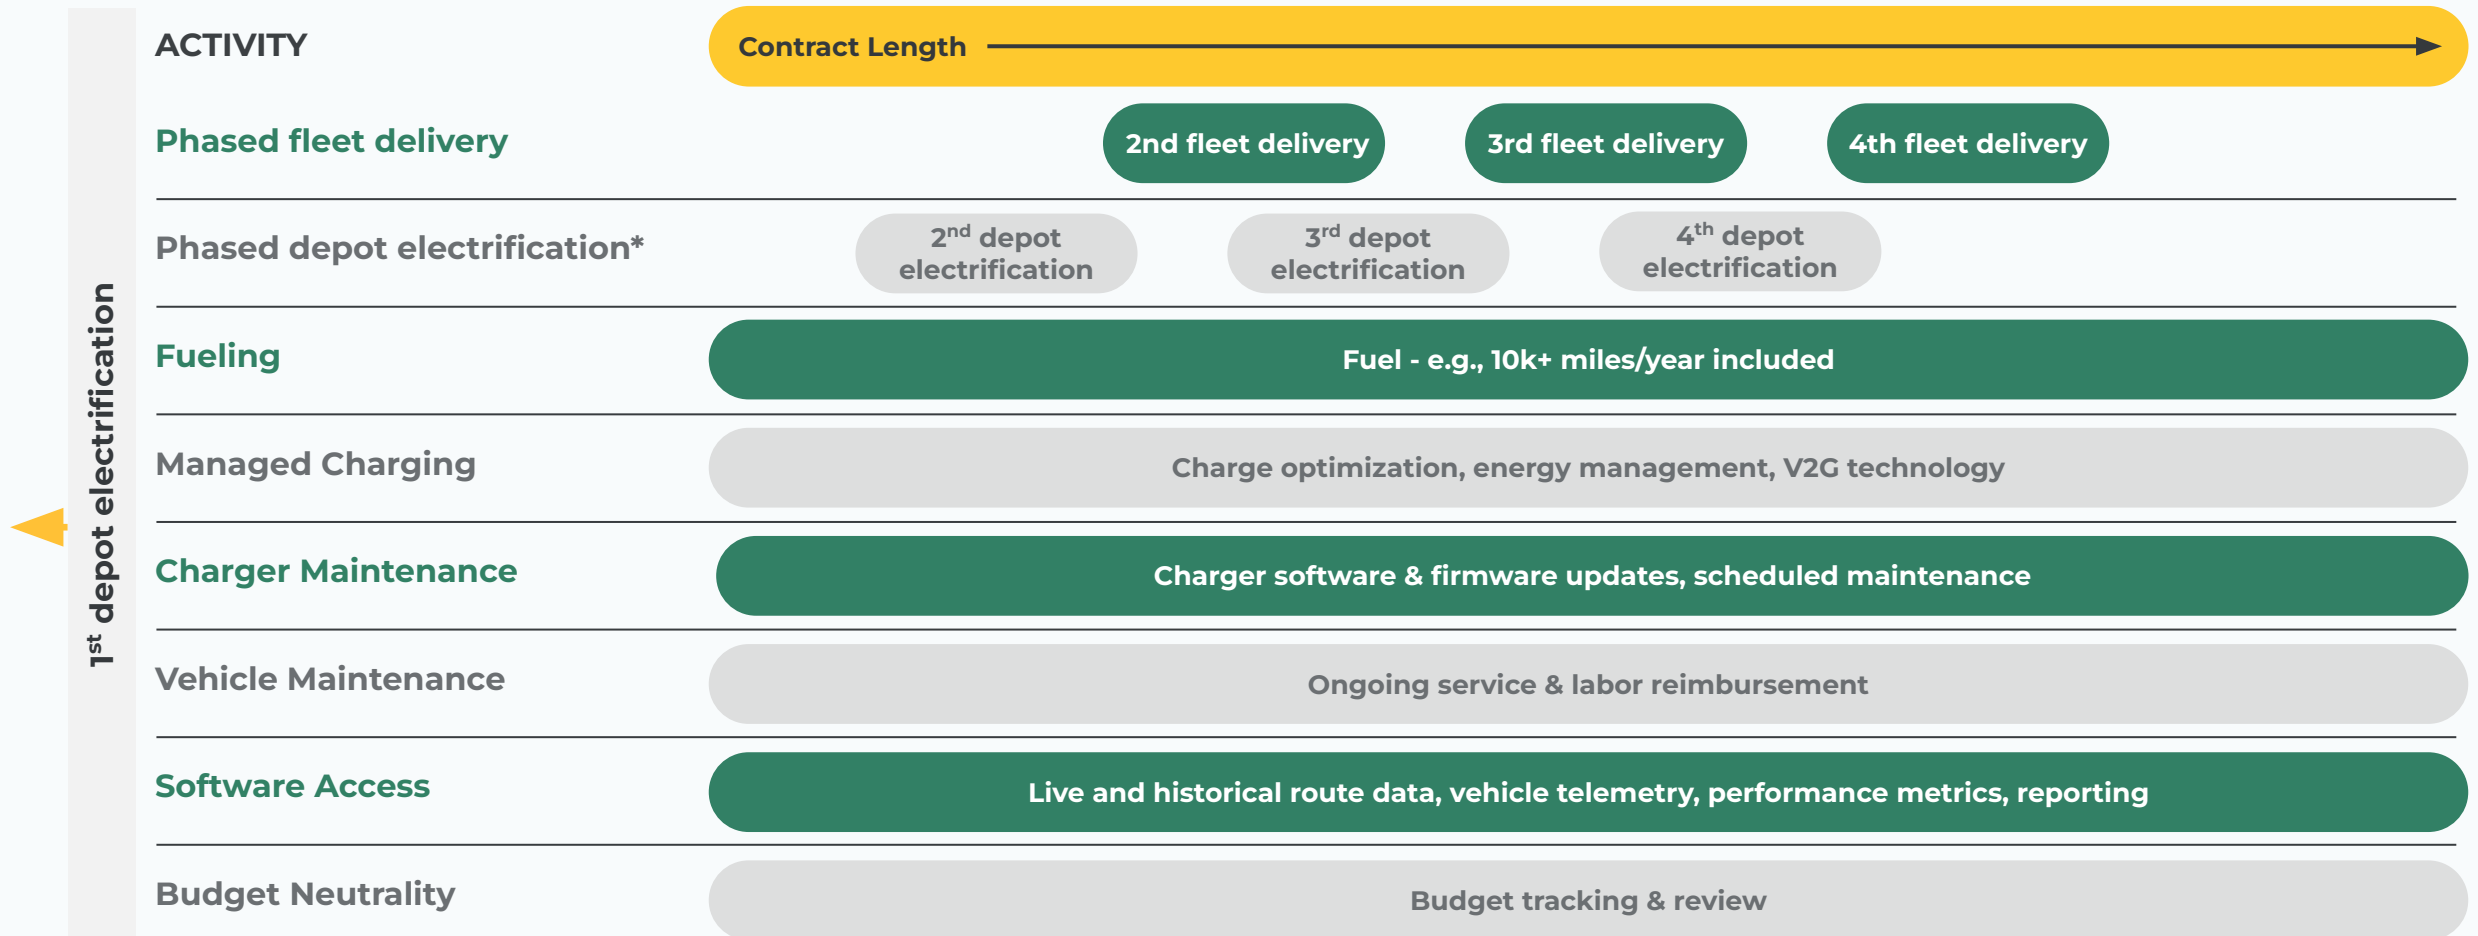 1st depot electrification
ACTIVITY
Contract Length
Phased fleet delivery
2nd fleet delivery
3rd fleet delivery
4th fleet delivery
Phased depot electrification*
2nd depot
electrification
3rd depot
electrification
4th depot
electrification
Fueling
Fuel - e.g., 10k+ miles/year included
Managed Charging
Charge optimization, energy management, V2G technology
Charger Maintenance
Charger software & firmware updates, scheduled maintenance
Vehicle Maintenance
Ongoing service & labor reimbursement
Software Access
Live and historical route data, vehicle telemetry, performance metrics, reporting
Budget Neutrality
Budget tracking & review